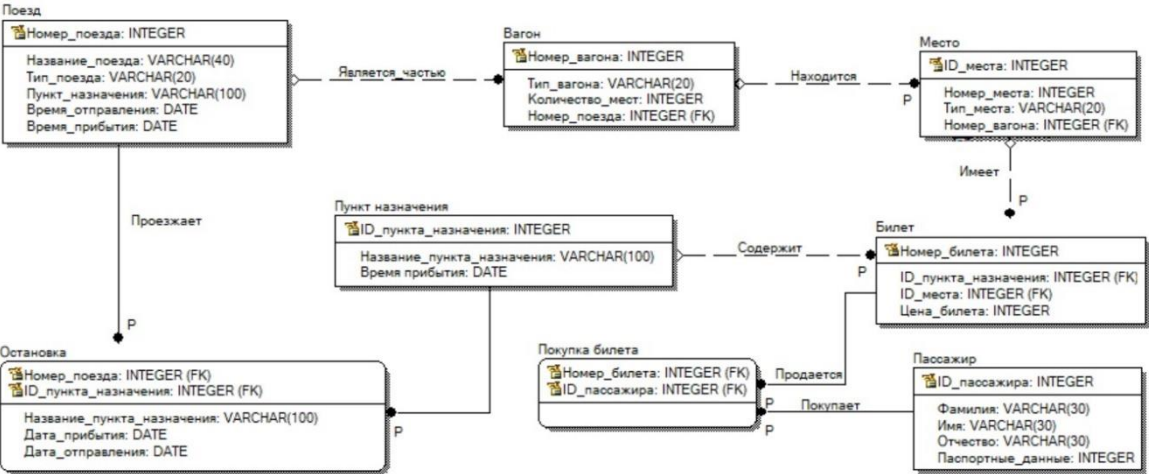 Поезд
Номер_поезда: INTEGER
Название_поезда: VARCHAR(40)
Тип_поезда: VARCHAR(20)
Пункт_назначения: VARCHAR(100)
Время_отправления: DATE
Время_прибытия: DATE
Является_частью
Вагон
Номер_вагона: INTEGER
Тип_вагона: VARCHAR(20)
Количество_мест: INTEGER
Номер_поезда: INTEGER (FK)
Находится
P
Место
ID_места: INTEGER
Номер_места: INTEGER
Тип_места: VARCHAR(20)
Номер_вагона: INTEGER (FK)
Имеет
P
Проезжает
P
Пункт назначения
ID_пункта_назначения: INTEGER
Название_пункта_назначения: VARCHAR(100)
Время прибытия: DATE
Содержит
P
Билет
Номер_билета: INTEGER
ID_пункта_назначения: INTEGER (FK)
ID_места: INTEGER (FK)
Цена_билета: INTEGER
Остановка
Номер_поезда: INTEGER (FK)
ID_пункта_назначения: INTEGER (FK)
Название_пункта_назначения: VARCHAR(100)
Дата_прибытия: DATE
Дата_отправления: DATE
P
Покупка билета
Номер_билета: INTEGER (FK)
ID_пассажира: INTEGER (FK)
Продается
P
Покупает
P
Пассажир
ID_пассажира: INTEGER
Фамилия: VARCHAR(30)
Имя: VARCHAR(30)
Отчество: VARCHAR(30)
Паспортные_данные: INTEGER